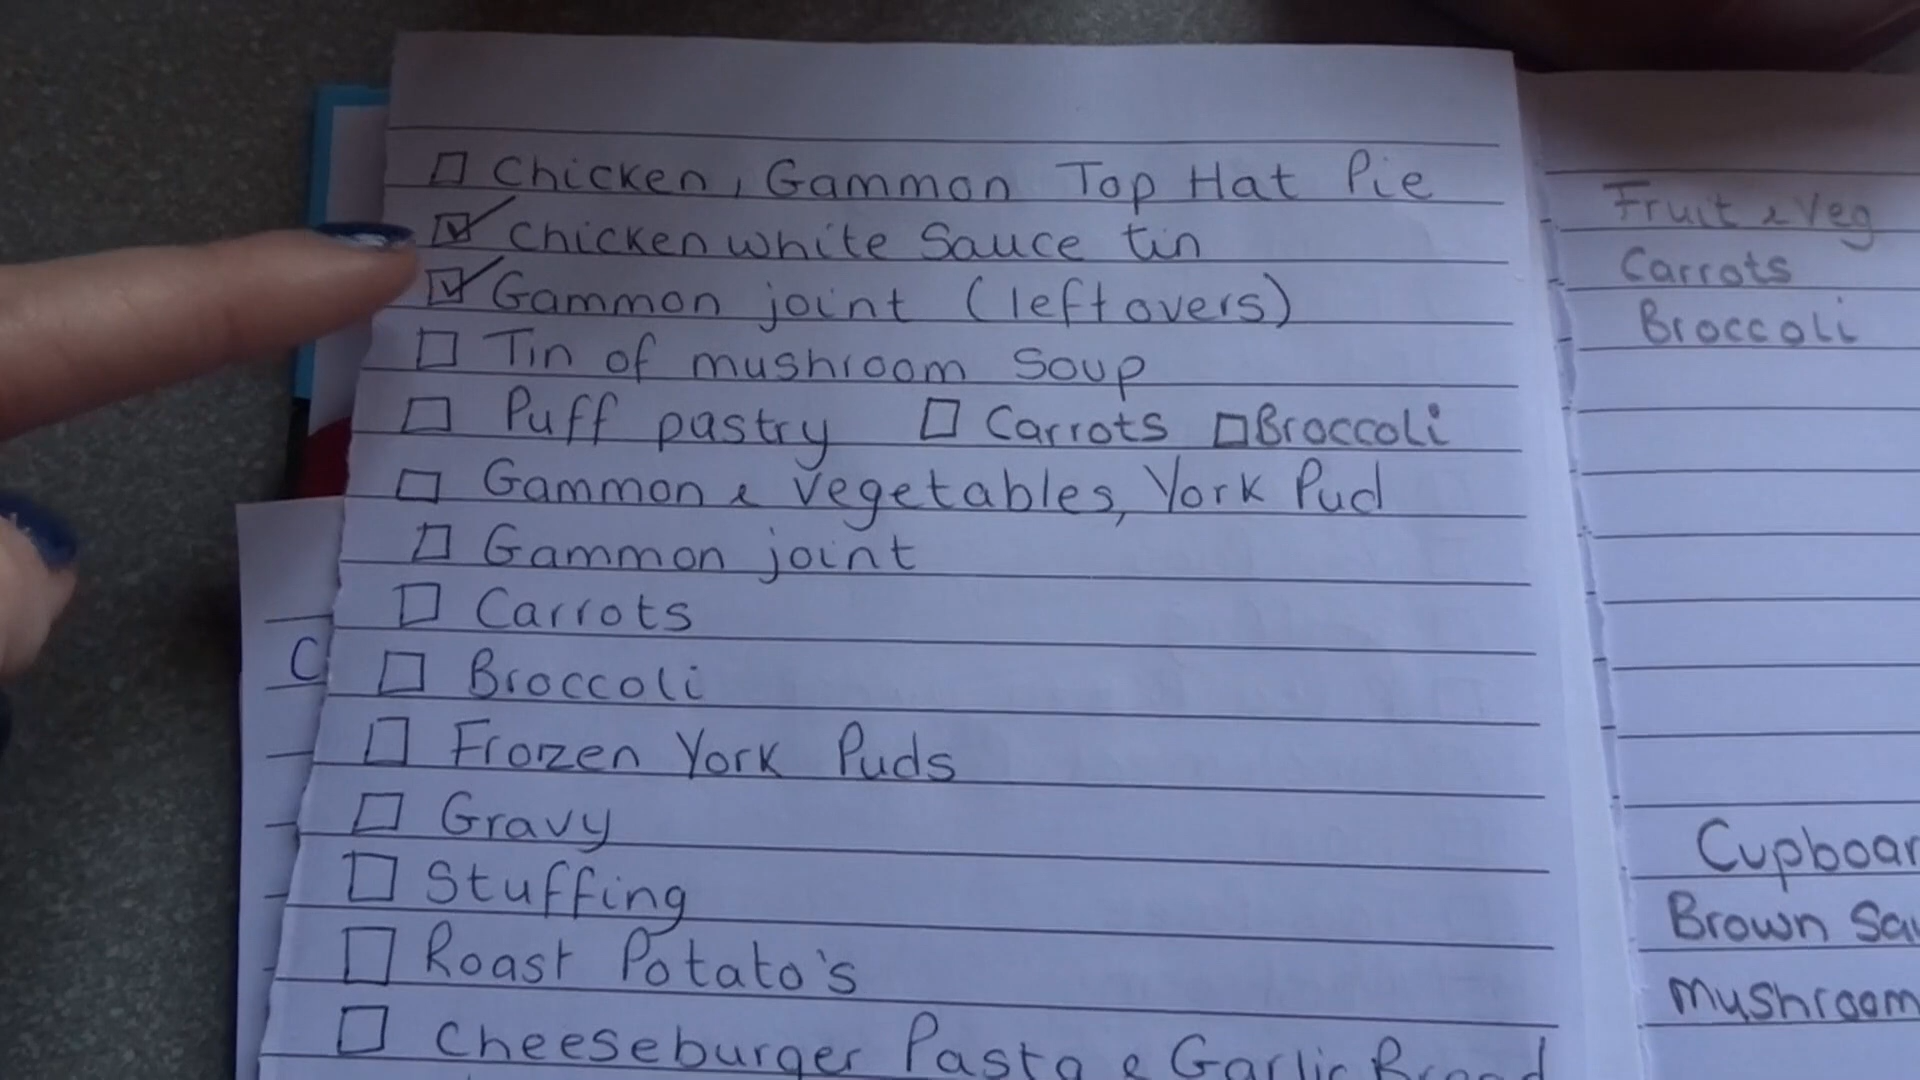 Chicken, Gammon Top Hat Pie
Chicken white Sauce tin
Gammon joint (leftovers)
Tin of mushroom Soup
Puff pastry Carrots Broccoli
Gammon & Vegetables, York Pud
Gammon joint
Carrots
Broccoli
Frozen York Puds
Gravy
Stuffing
Roast Potato's
Cheeseburger Pasta & Garlic Bread
Fruit & Veg
Carrots
Broccoli
Cupboar
Brown Sau
Mushroom
C